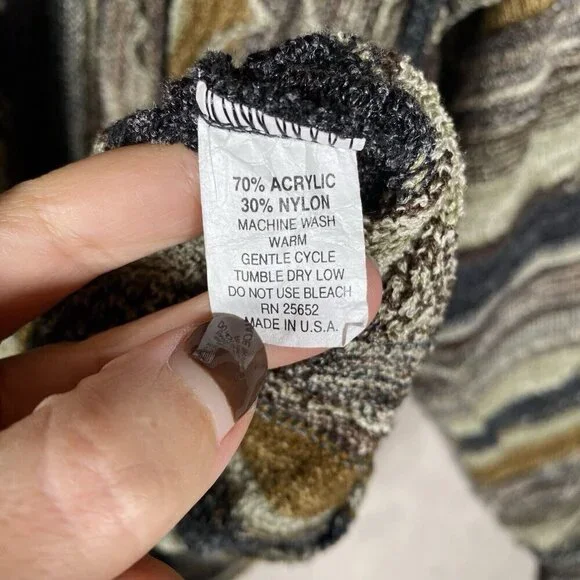 70% ACRYLIC
30% NYLON
MACHINE WASH
WARM
GENTLE CYCLE
TUMBLE DRY LOW
DO NOT USE BLEACH
RN 25652
MADE IN U.S.A.